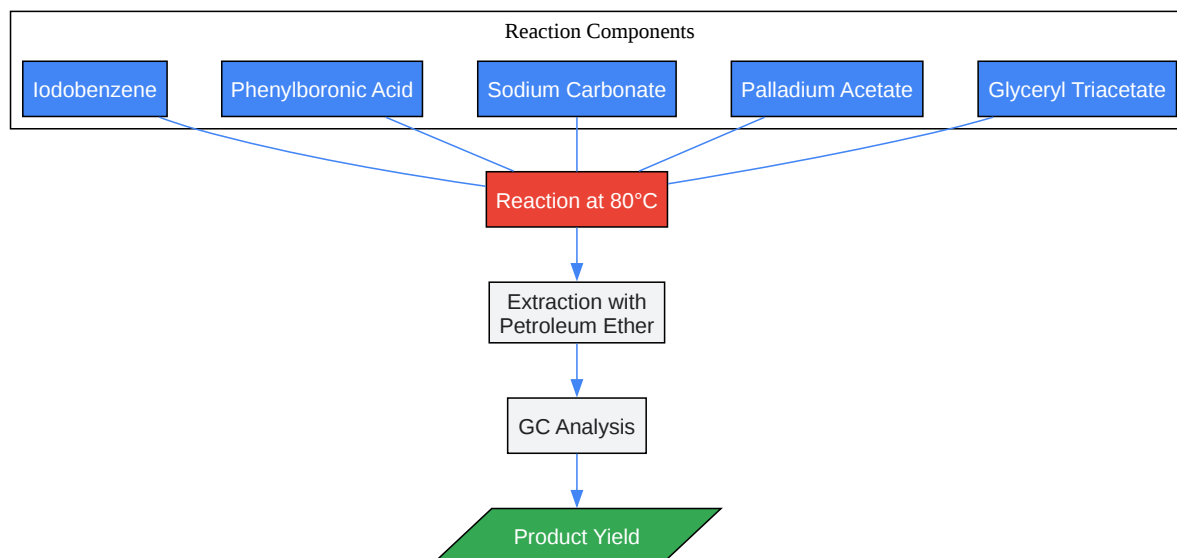 Reaction Components
Iodobenzene
Phenylboronic Acid
Sodium Carbonate
Palladium Acetate
Glyceryl Triacetate
Reaction at 80°C
Extraction with
Petroleum Ether
GC Analysis
Product Yield